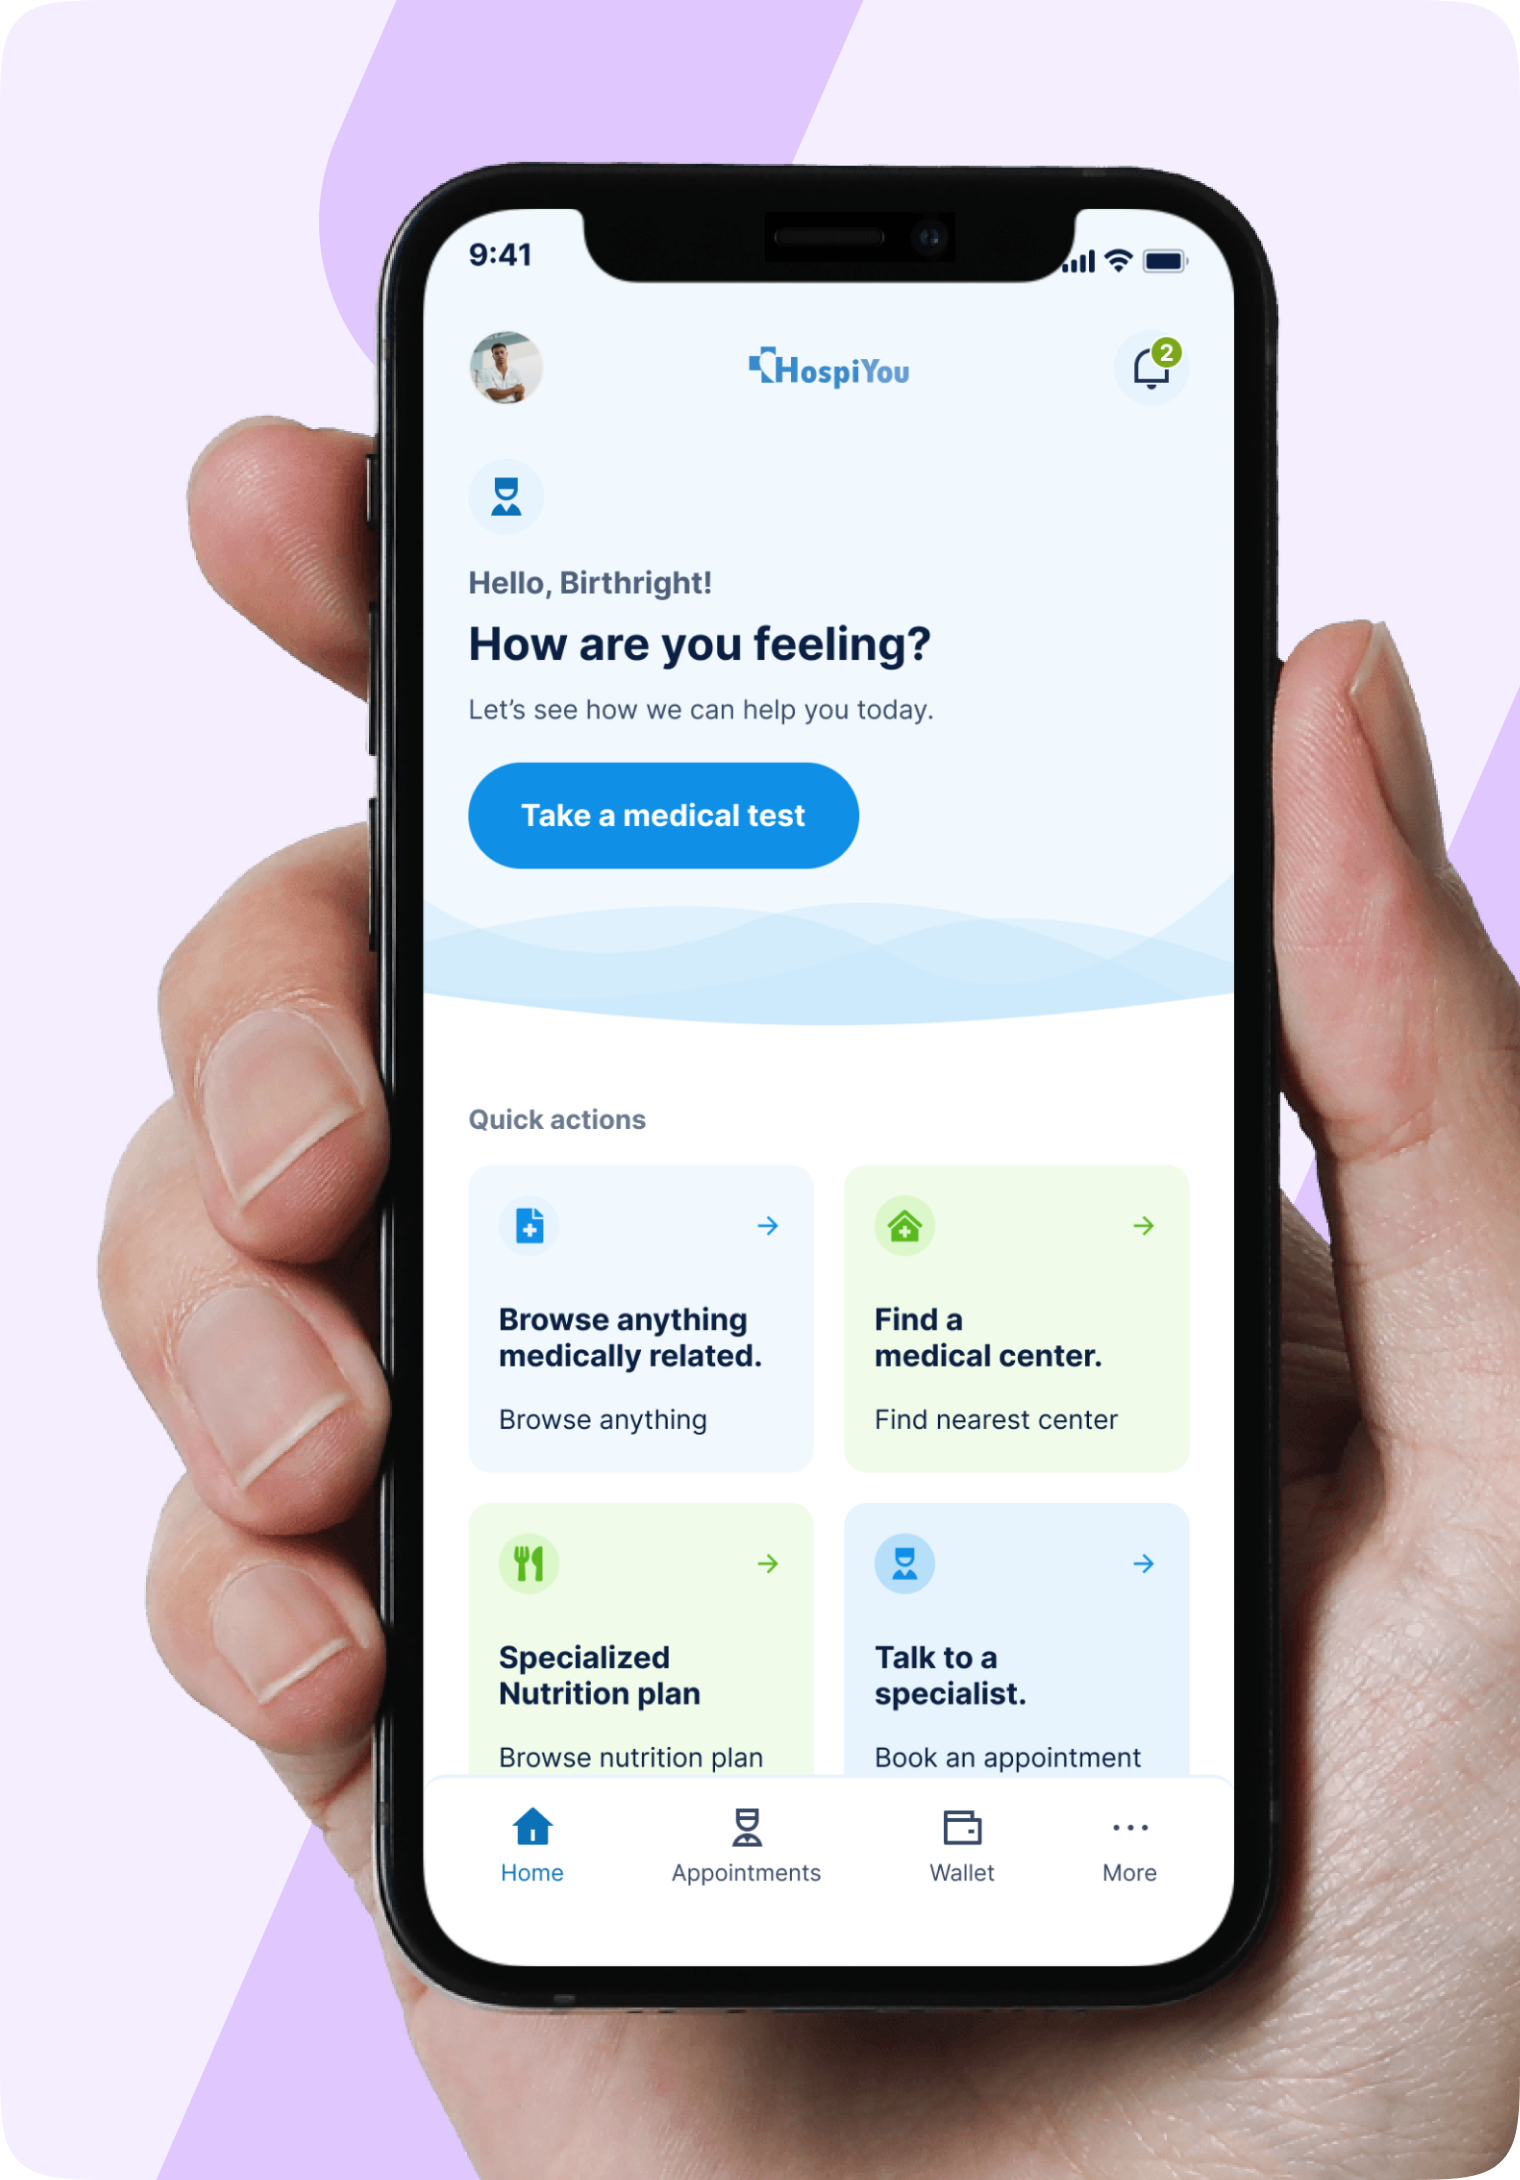 9:41
HospiYou
2
Hello, Birthright!
How are you feeling?
Let's see how we can help you today.
Take a medical test
Quick actions
Browse anything
medically related.
Browse anything
Find a
medical center.
Find nearest center
Specialized
Nutrition plan
Browse nutrition plan
Talk to a
specialist.
Book an appointment
Home
Appointments
Wallet
More